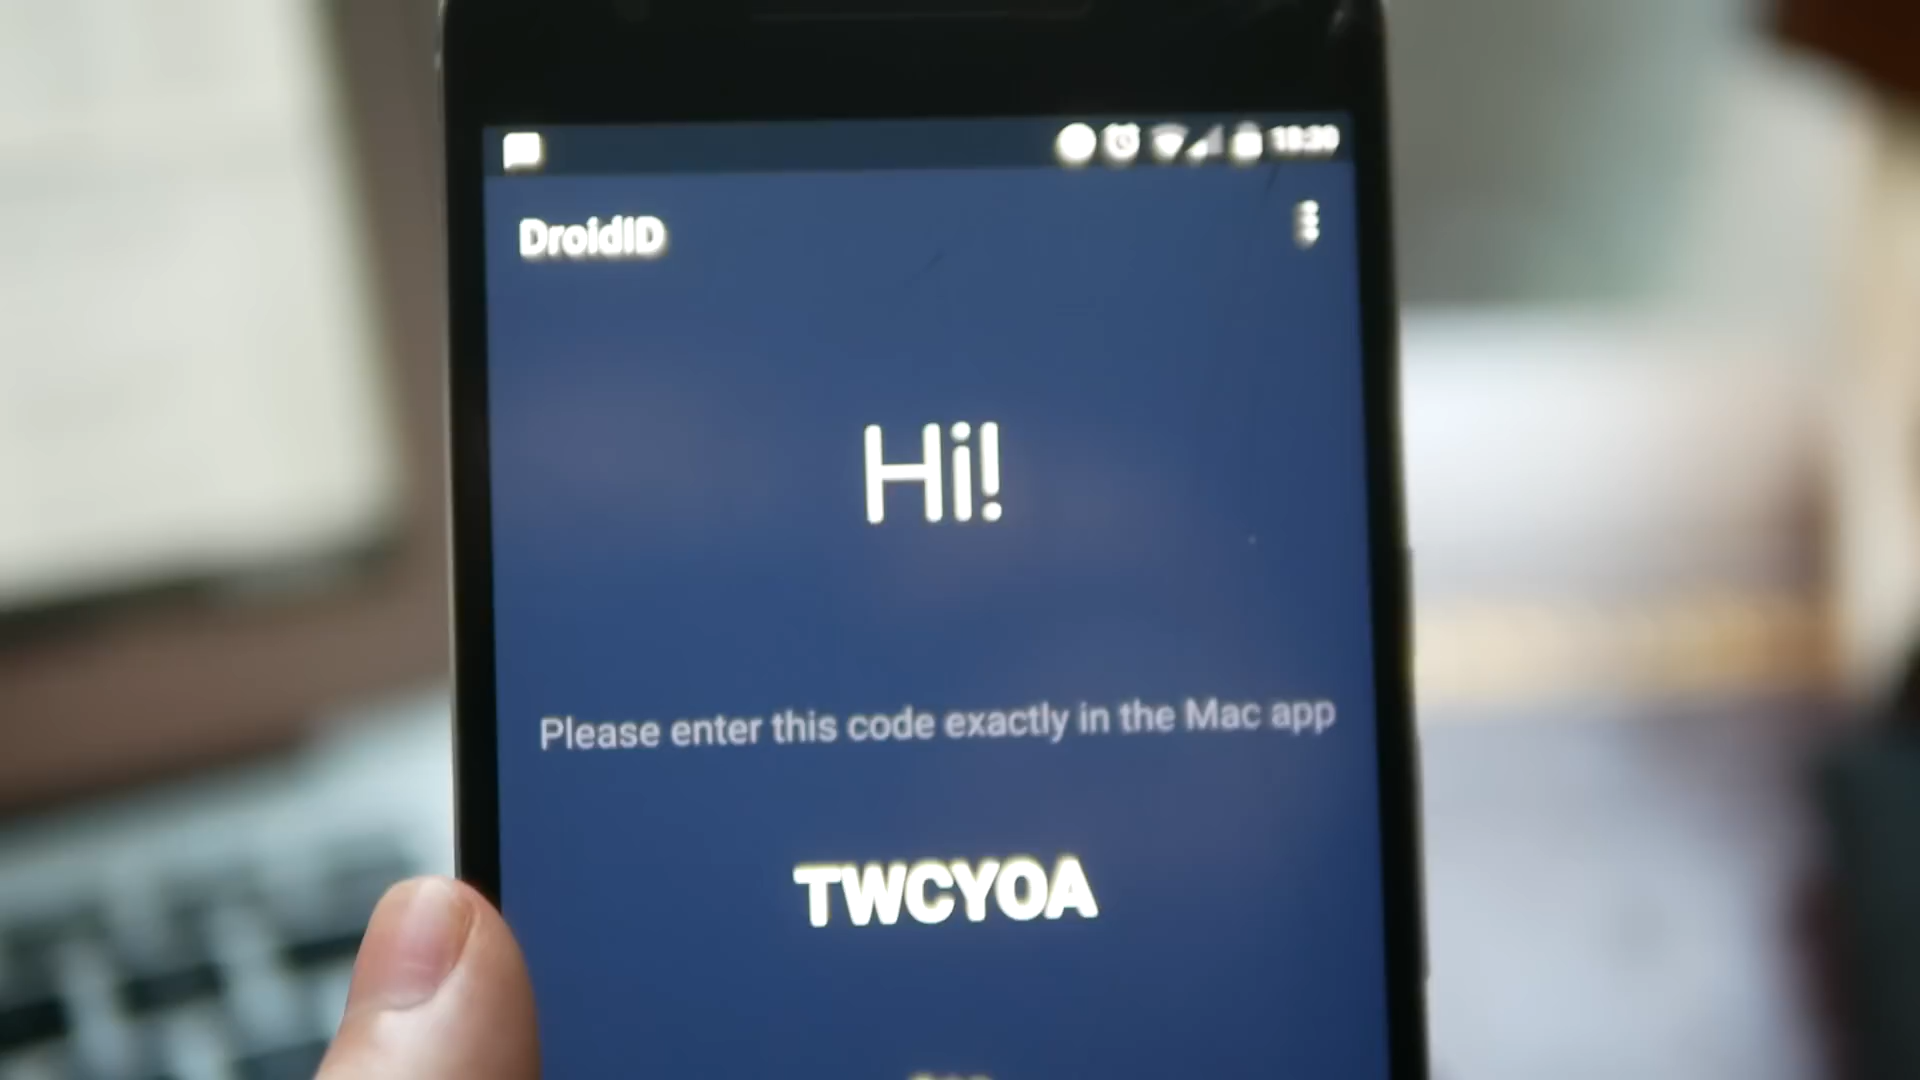 DroidID
Hi!
Please enter this code exactly in the Mac app
TWCYOA